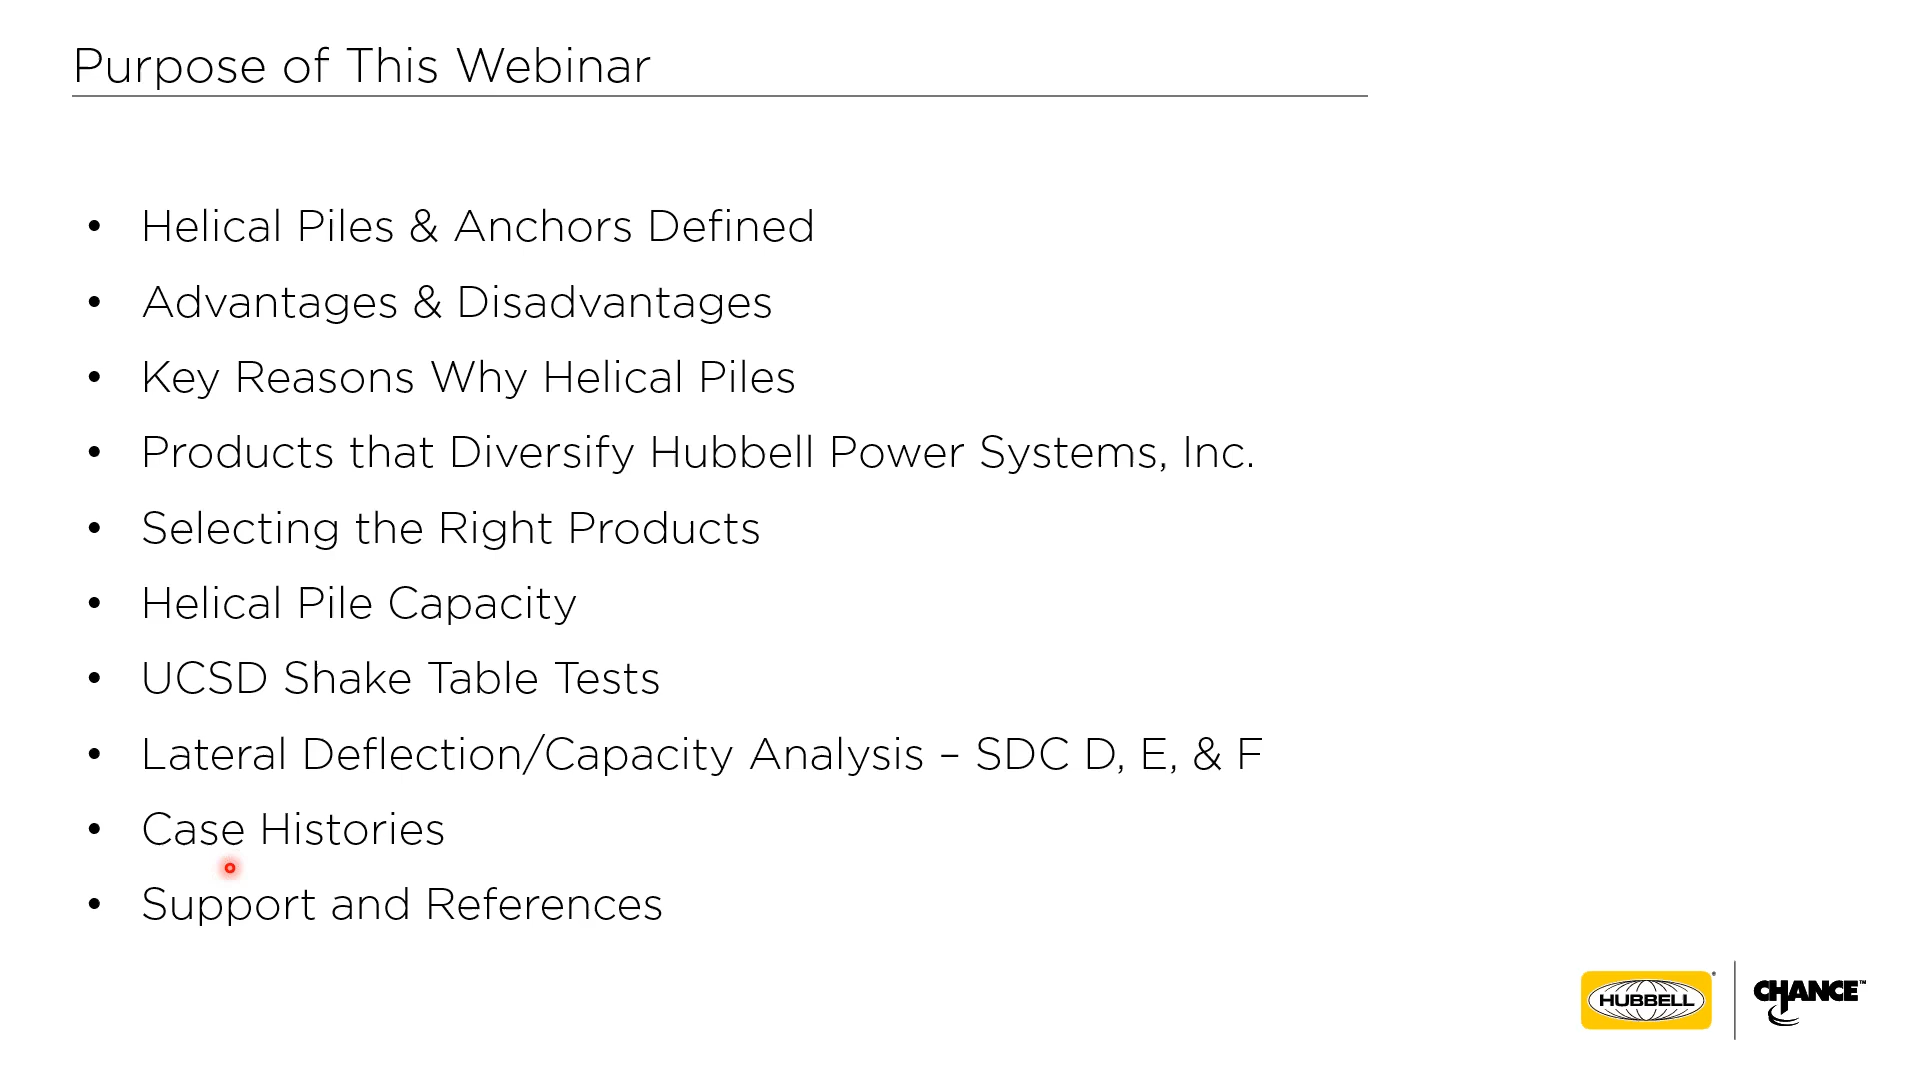 Purpose of This Webinar
• Helical Piles & Anchors Defined
• Advantages & Disadvantages
• Key Reasons Why Helical Piles
• Products that Diversify Hubbell Power Systems, Inc.
• Selecting the Right Products
• Helical Pile Capacity
• UCSD Shake Table Tests
• Lateral Deflection/Capacity Analysis – SDC D, E, & F
• Case Histories
• Support and References
HUBBELL
CHANCE™